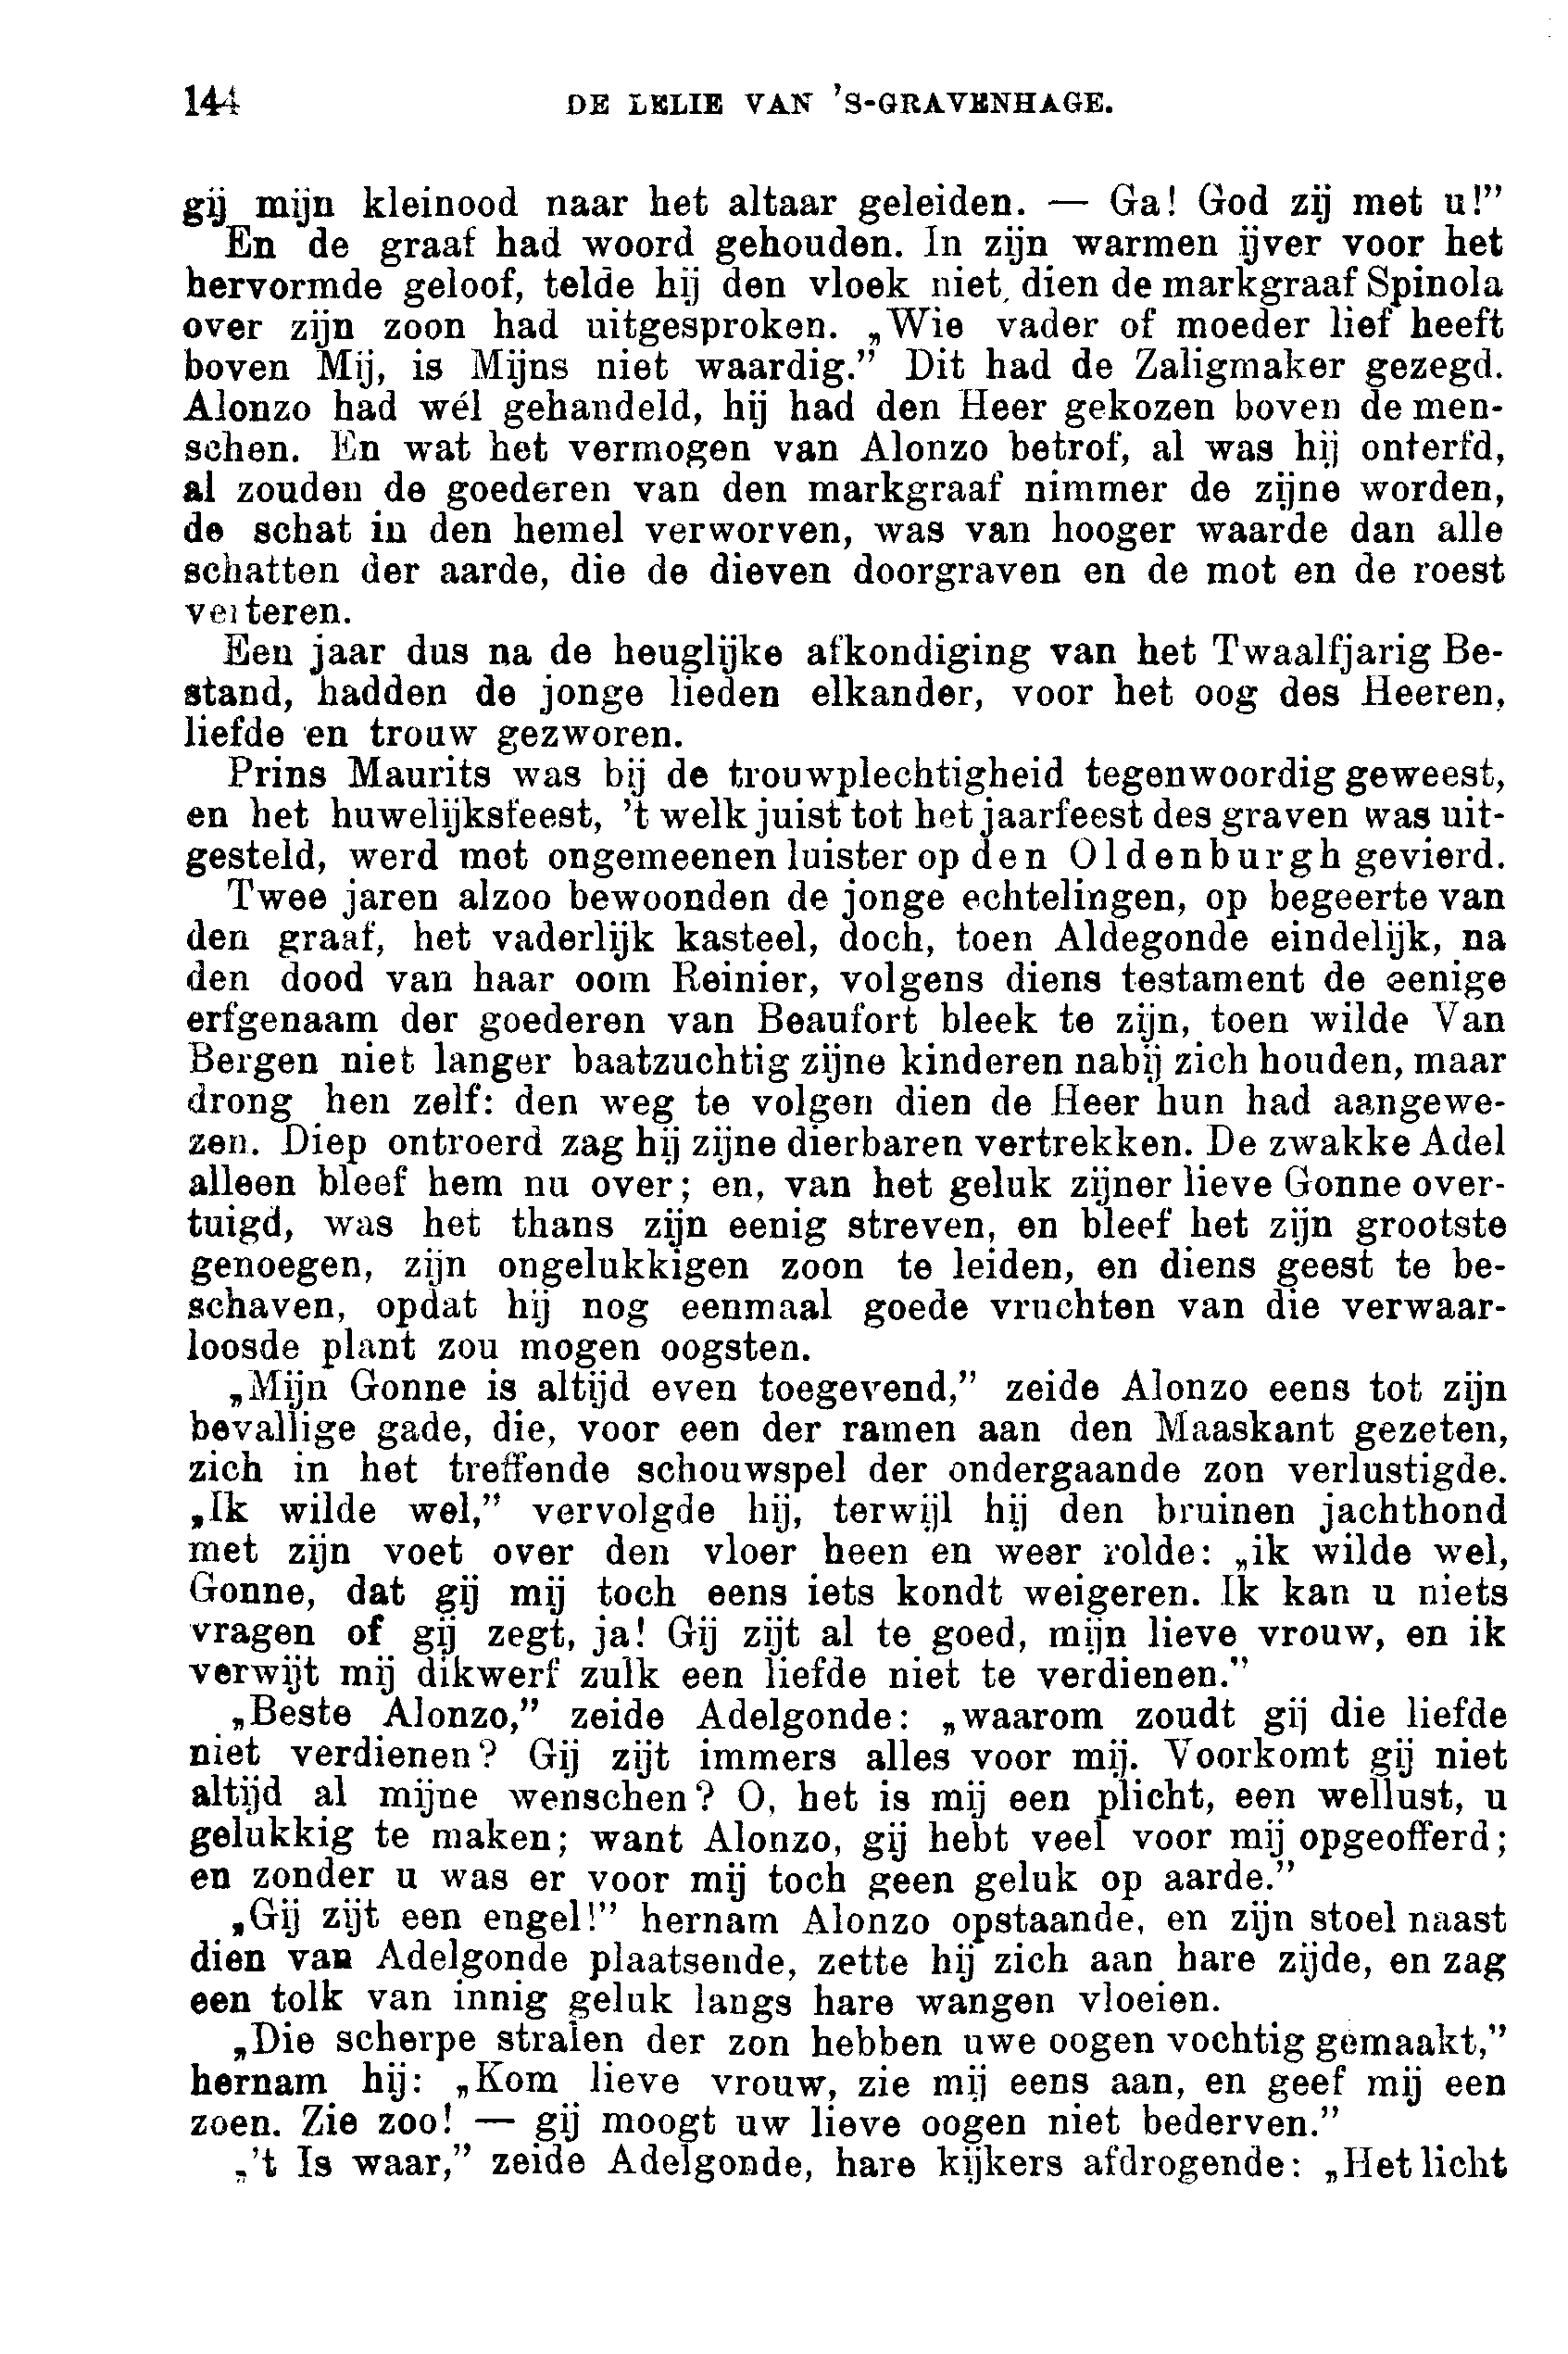 144 DE LELIE VAN 'S-GRAVENHAGE.
gij mijn kleinood naar het altaar geleiden. — Ga! God zij met u!”
En de graaf had woord gehouden. In zijn warmen ijver voor het
hervormde geloof, telde hij den vloek niet, dien de markgraaf Spinola
over zijn zoon had uitgesproken. „Wie vader of moeder lief heeft
boven Mij, is Mijns niet waardig.” Dit had de Zaligmaker gezegd.
Alonzo had wél gehandeld, hij had den Heer gekozen boven de men-
schen. En wat het vermogen van Alonzo betrof, al was hij onterfd,
al zouden de goederen van den markgraaf nimmer de zijne worden,
de schat in den hemel verworven, was van hooger waarde dan alle
schatten der aarde, die de dieven doorgraven en de mot en de roest
verteren.
Een jaar dus na de heuglijke afkondiging van het Twaalfjarig Be-
stand, hadden de jonge lieden elkander, voor het oog des Heeren,
liefde en trouw gezworen.
Prins Maurits was bij de trouwplechtigheid tegenwoordig geweest,
en het huwelijksfeest, 't welk juist tot het jaarfeest des graven was uit-
gesteld, werd met ongemeenen luister op den Oldenburgh gevierd.
Twee jaren alzoo bewoonden de jonge echtelingen, op begeerte van
den graaf, het vaderlijk kasteel, doch, toen Aldegonde eindelijk, na
den dood van haar oom Reinier, volgens diens testament de eenige
erfgenaam der goederen van Beaufort bleek te zijn, toen wilde Van
Bergen niet langer baatzuchtig zijne kinderen nabij zich houden, maar
drong hen zelf: den weg te volgen dien de Heer hun had aangewe-
zen. Diep ontroerd zag hij zijne dierbaren vertrekken. De zwakke Adel
alleen bleef hem nu over; en, van het geluk zijner lieve Gonne over-
tuigd, was het thans zijn eenig streven, en bleef het zijn grootste
genoegen, zijn ongelukkigen zoon te leiden, en diens geest te be-
schaven, opdat hij nog eenmaal goede vruchten van die verwaar-
loosde plant zou mogen oogsten.
„Mijn Gonne is altijd even toegevend,” zeide Alonzo eens tot zijn
bevallige gade, die, voor een der ramen aan den Maaskant gezeten,
zich in het treffende schouwspel der ondergaande zon verlustigde.
„Ik wilde wel,” vervolgde hij, terwijl hij den bruinen jachthond
met zijn voet over den vloer heen en weer rolde: „ik wilde wel,
Gonne, dat gij mij toch eens iets kondt weigeren. Ik kan u niets
vragen of gij zegt, ja! Gij zijt al te goed, mijn lieve vrouw, en ik
verwijt mij dikwerf zulk een liefde niet te verdienen.”
„Beste Alonzo,” zeide Adelgonde: „waarom zoudt gij die liefde
niet verdienen? Gij zijt immers alles voor mij. Voorkomt gij niet
altijd al mijne wenschen? O, het is mij een plicht, een wellust, u
gelukkig te maken; want Alonzo, gij hebt veel voor mij opgeofferd;
en zonder u was er voor mij toch geen geluk op aarde.”
„Gij zijt een engel!” hernam Alonzo opstaande, en zijn stoel naast
dien van Adelgonde plaatsende, zette hij zich aan hare zijde, en zag
een tolk van innig geluk langs hare wangen vloeien.
„Die scherpe stralen der zon hebben uwe oogen vochtig gemaakt,”
hernam hij: „Kom lieve vrouw, zie mij eens aan, en geef mij een
zoen. Zie zoo! — gij moogt uw lieve oogen niet bederven.”
„'t Is waar,” zeide Adelgonde, hare kijkers afdrogende: „Het licht